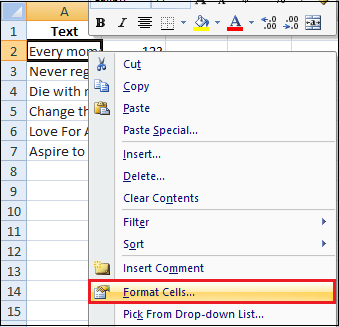 B I A
A
1 Text
2 Every mom 123
3 Never reg
4 Die with
5 Change th
6 Love For A
7 Aspire to
8
9
10
11
12
13
14
15
Cut
Copy
Paste
Paste Special...
Insert...
Delete...
Clear Contents
Filter
Sort
Insert Comment
Format Cells...
Pick From Drop-down List...